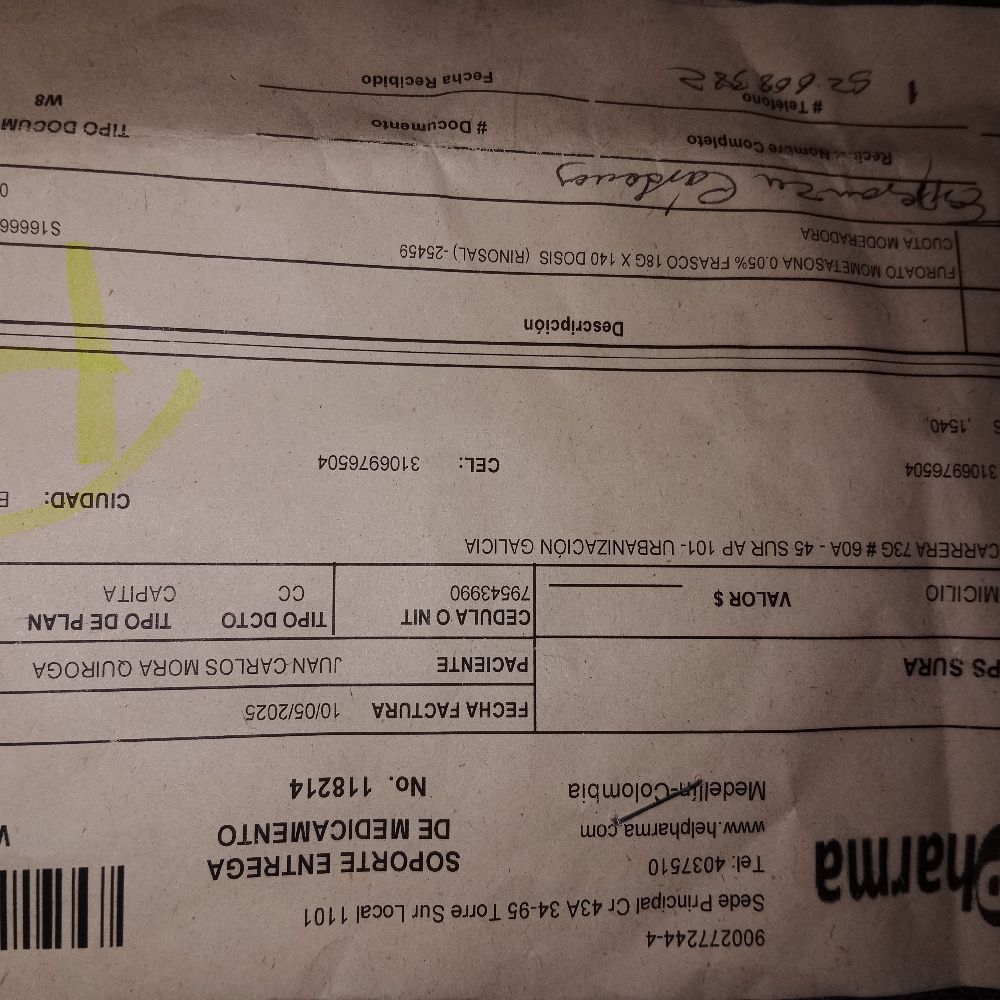 harma
900277244-4
Sede Principal Cr 43A 34-95 Torre Sur Local 1101
Tel: 4037510
www.helpharma.com
Medellín-Colombia
SOPORTE ENTREGA
DE MEDICAMENTO
No. 118214
PS SURA
FECHA FACTURA 10/05/2025
PACIENTE JUAN CARLOS MORA QUIROGA
MICILIO VALOR $
CEDULA O NIT TIPO DCTO TIPO DE PLAN
79543990 CC CAPITA
CARRERA 73G # 60A - 45 SUR AP 101- URBANIZACIÓN GALICIA
CIUDAD:
3106976504 CEL: 3106976504
S ,1540,
Descripción
FUROATO MOMETASONA 0.05% FRASCO 18G X 140 DOSIS (RINOSAL) -25459
CUOTA MODERADORA
S16666
0
Esperanza Cardenas
Nombre Completo # Documento TIPO DOCUM
W8
# Teléfono Fecha Recibido
1